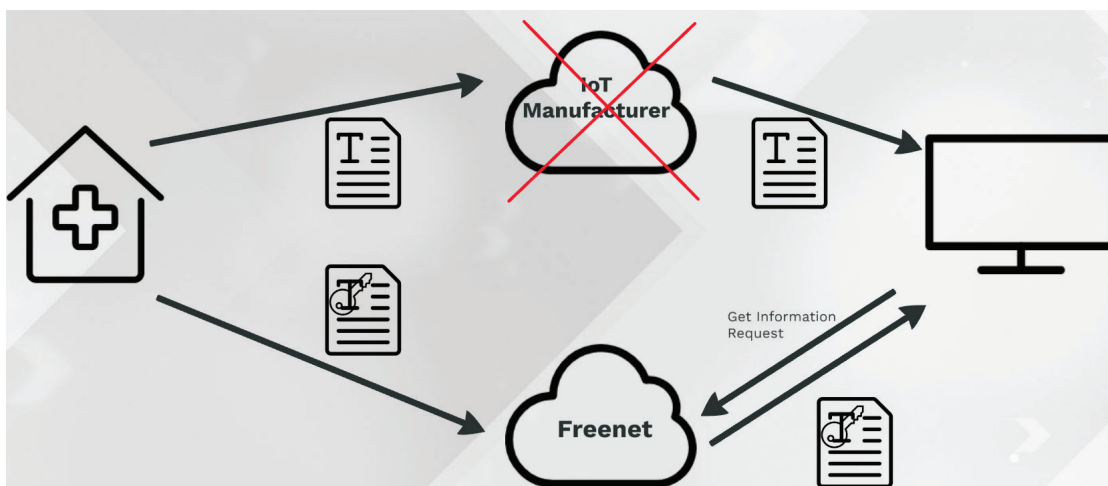 IoT
Manufacturer
T
T
T
Get Information
Request
Freenet
T